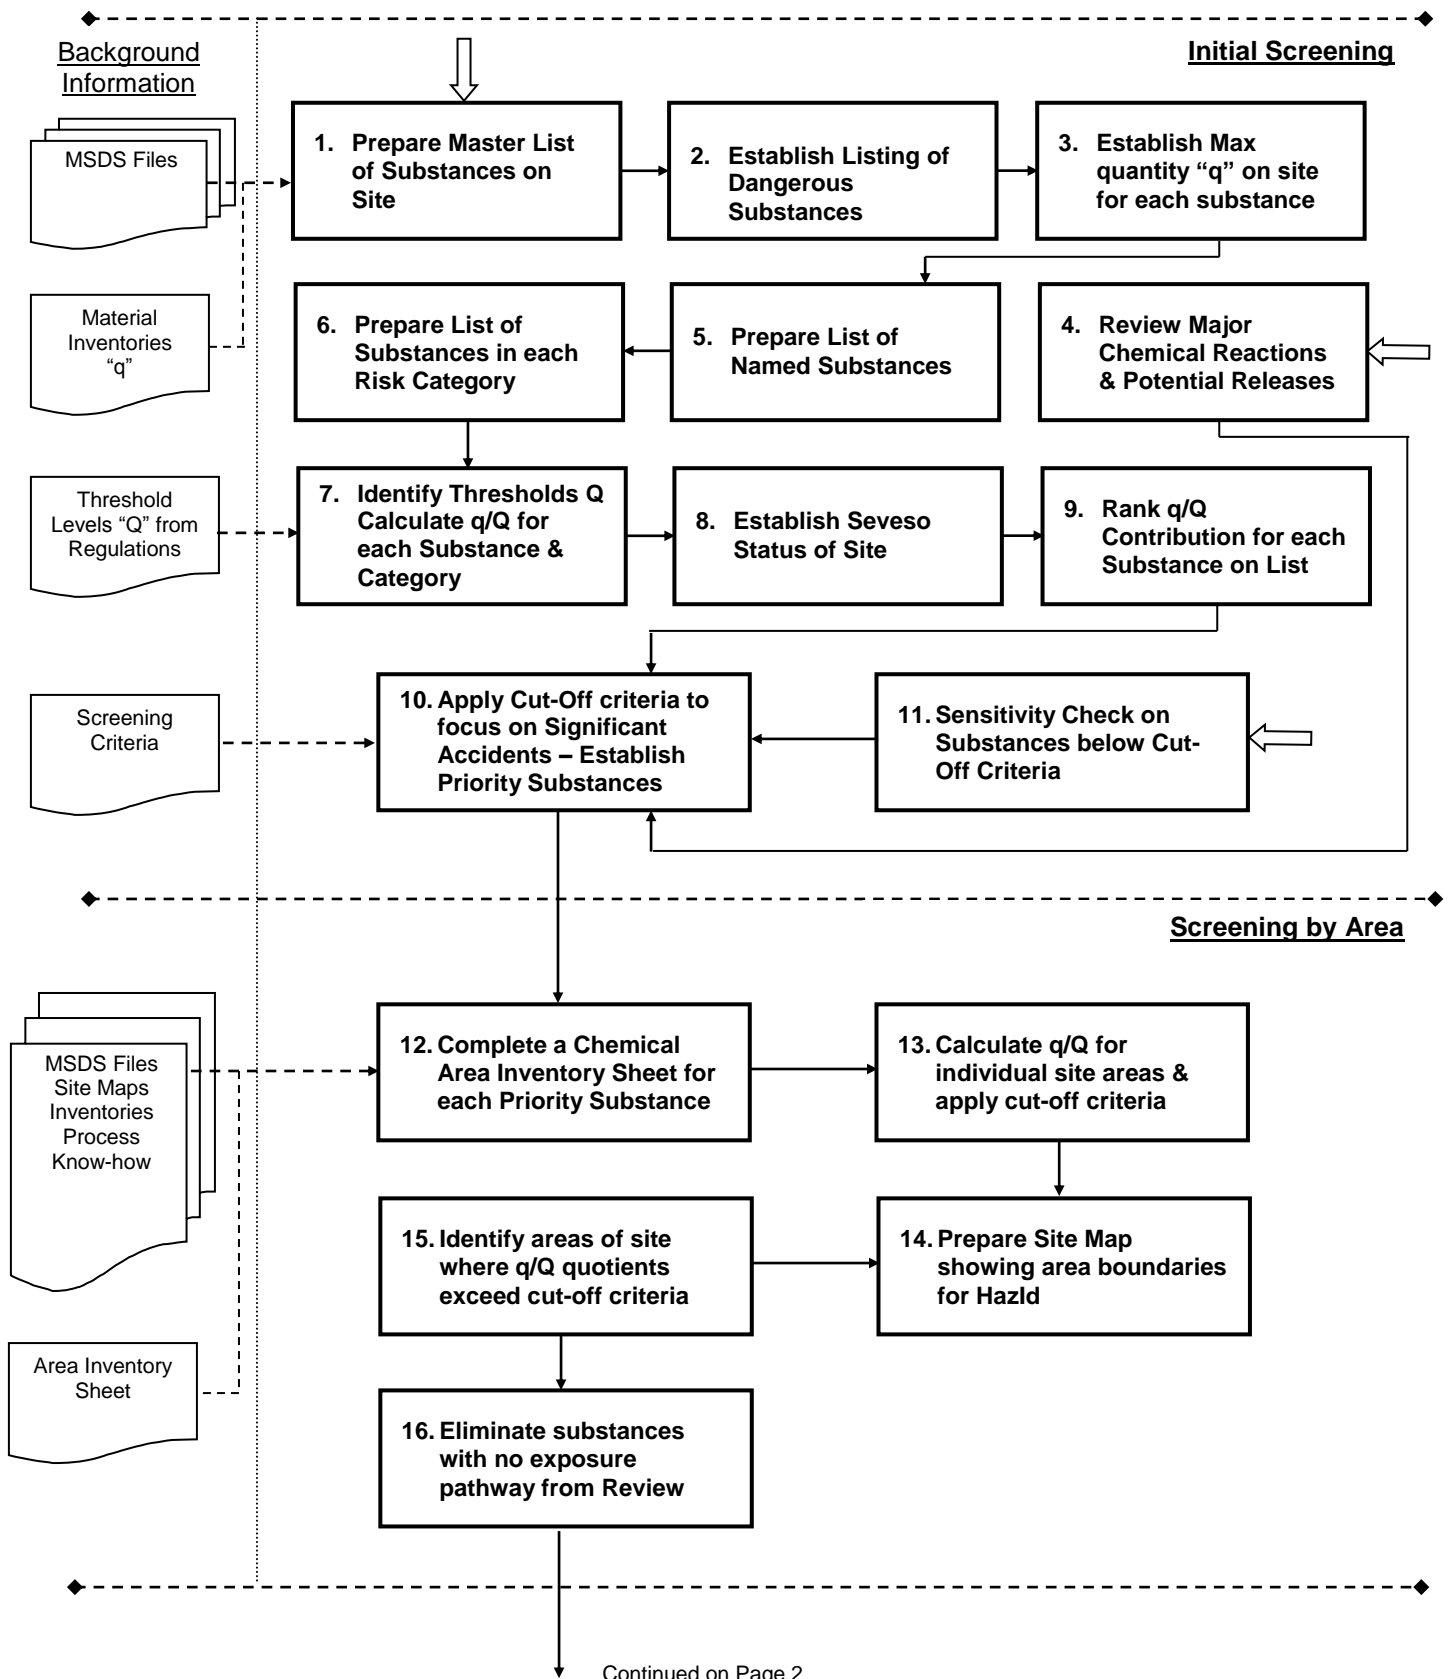 Background
Information
Initial Screening
MSDS Files
1. Prepare Master List
of Substances on
Site
2. Establish Listing of
Dangerous
Substances
3. Establish Max
quantity “q” on site
for each substance
Material
Inventories
“q”
6. Prepare List of
Substances in each
Risk Category
5. Prepare List of
Named Substances
4. Review Major
Chemical Reactions
& Potential Releases
Threshold
Levels “Q” from
Regulations
7. Identify Thresholds Q
Calculate q/Q for
each Substance &
Category
8. Establish Seveso
Status of Site
9. Rank q/Q
Contribution for each
Substance on List
Screening
Criteria
10. Apply Cut-Off criteria to
focus on Significant
Accidents – Establish
Priority Substances
11. Sensitivity Check on
Substances below Cut-
Off Criteria
Screening by Area
MSDS Files
Site Maps
Inventories
Process
Know-how
12. Complete a Chemical
Area Inventory Sheet for
each Priority Substance
13. Calculate q/Q for
individual site areas &
apply cut-off criteria
15. Identify areas of site
where q/Q quotients
exceed cut-off criteria
14. Prepare Site Map
showing area boundaries
for HazId
Area Inventory
Sheet
16. Eliminate substances
with no exposure
pathway from Review
Continued on Page 2